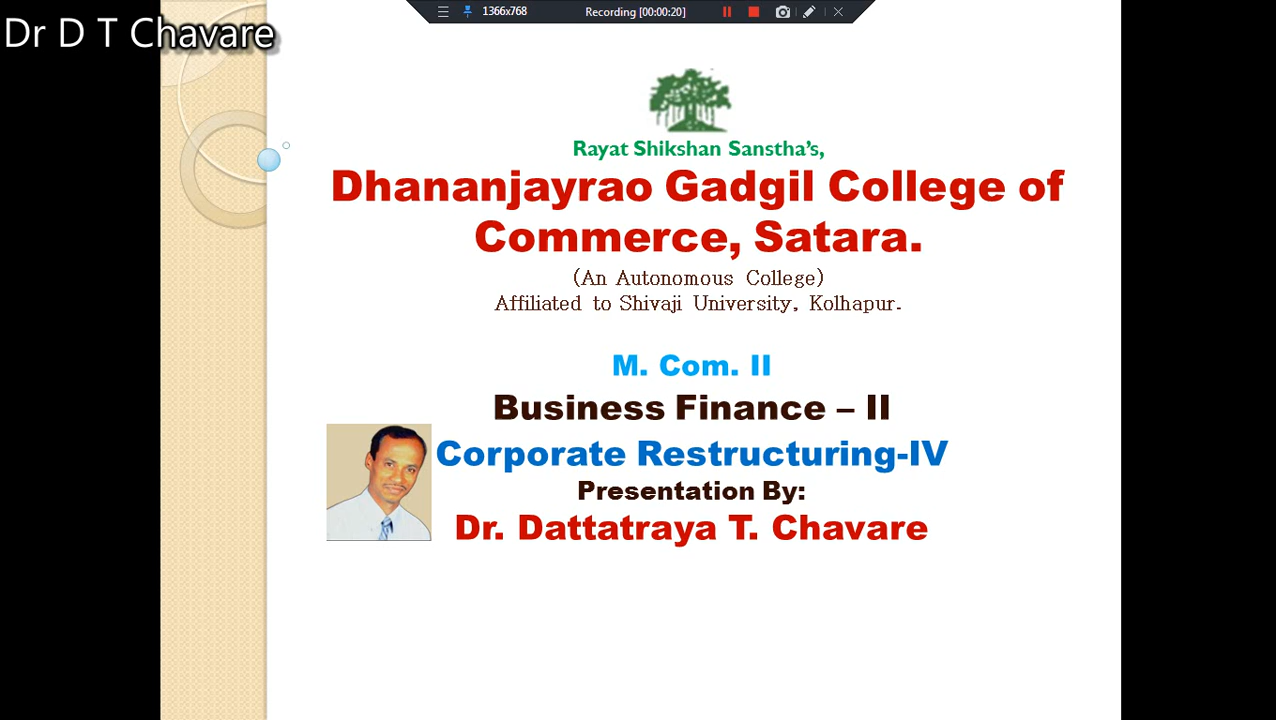 1366x768 Recording [00:00:20]
Dr D T Chavare
Rayat Shikshan Sanstha's,
Dhananjayrao Gadgil College of
Commerce, Satara.
(An Autonomous College)
Affiliated to Shivaji University, Kolhapur.
M. Com. II
Business Finance – II
Corporate Restructuring-IV
Presentation By:
Dr. Dattatraya T. Chavare